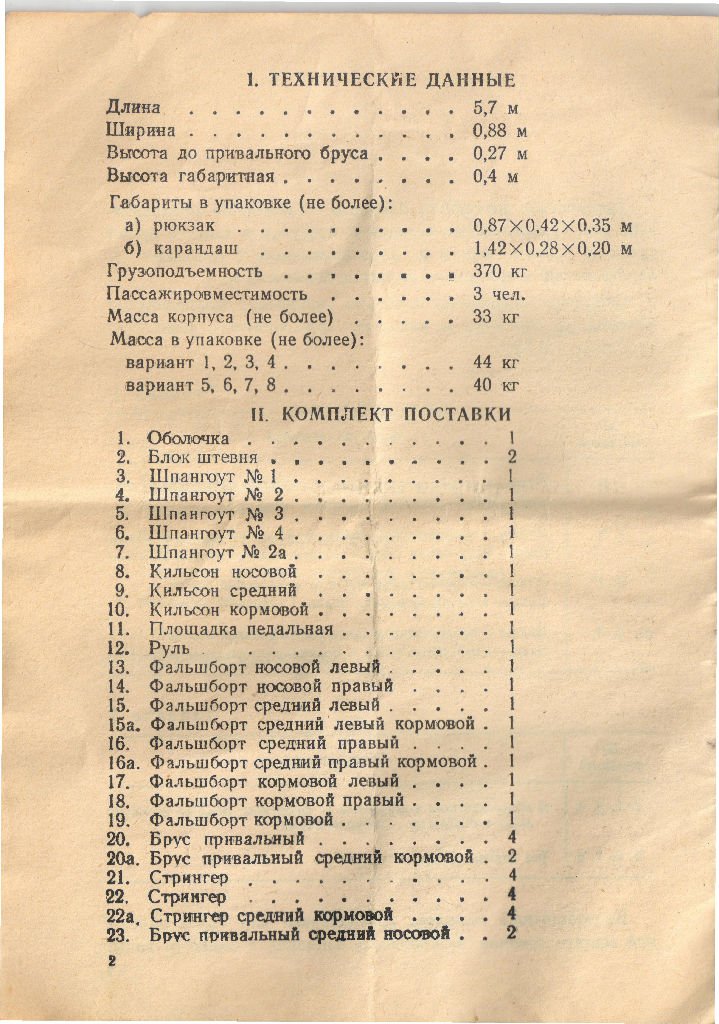 I. ТЕХНИЧЕСКИЕ ДАННЫЕ
Длина . . . . . . . . . . . . 5,7 м
Ширина . . . . . . . . . . . . 0,88 м
Высота до привального бруса . . . . 0,27 м
Высота габаритная . . . . . . . . 0,4 м
Габариты в упаковке (не более):
а) рюкзак . . . . . . . . . . 0,87×0,42×0,35 м
б) карандаш . . . . . . . . . 1,42×0,28×0,20 м
Грузоподъемность . . . . . . . . 370 кг
Пассажировместимость . . . . . . 3 чел.
Масса корпуса (не более) . . . . . 33 кг
Масса в упаковке (не более):
вариант 1, 2, 3, 4 . . . . . . . . 44 кг
вариант 5, 6, 7, 8 . . . . . . . . 40 кг
II. КОМПЛЕКТ ПОСТАВКИ
1. Оболочка . . . . . . . . . . 1
2. Блок штевня . . . . . . . . . 2
3. Шпангоут № 1 . . . . . . . . 1
4. Шпангоут № 2 . . . . . . . . 1
5. Шпангоут № 3 . . . . . . . . 1
6. Шпангоут № 4 . . . . . . . . 1
7. Шпангоут № 2а . . . . . . . . 1
8. Кильсон носовой . . . . . . . 1
9. Кильсон средний . . . . . . . 1
10. Кильсон кормовой . . . . . . . 1
11. Площадка педальная . . . . . . 1
12. Руль . . . . . . . . . . . 1
13. Фальшборт носовой левый . . . . 1
14. Фальшборт носовой правый . . . . 1
15. Фальшборт средний левый . . . . . 1
15а. Фальшборт средний левый кормовой . 1
16. Фальшборт средний правый . . . . 1
16а. Фальшборт средний правый кормовой . 1
17. Фальшборт кормовой левый . . . . 1
18. Фальшборт кормовой правый . . . . 1
19. Фальшборт кормовой . . . . . . 1
20. Брус привальный . . . . . . . . 4
20а. Брус привальный средний кормовой . 2
21. Стрингер . . . . . . . . . . 4
22. Стрингер . . . . . . . . . . 4
22а. Стрингер средний кормовой . . . . 4
23. Брус привальный средний носовой . . 2
2